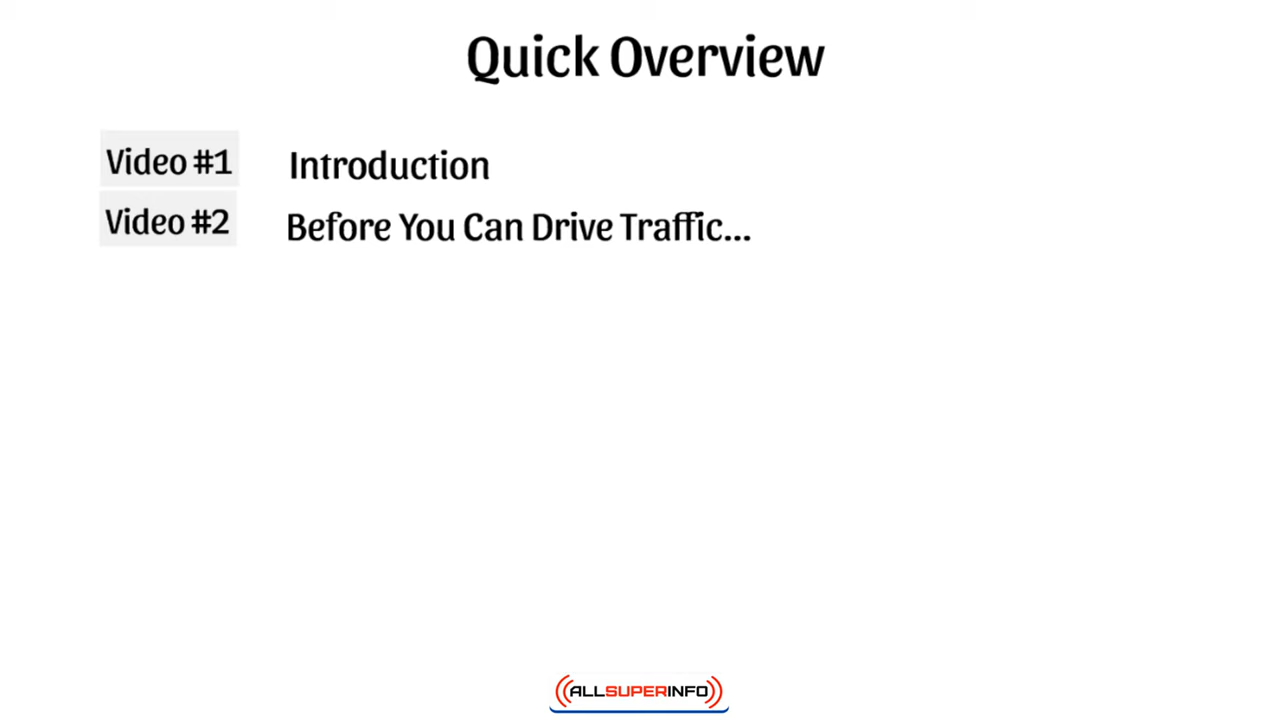 Quick Overview
Video #1 Introduction
Video #2 Before You Can Drive Traffic...
ALLSUPERINFO